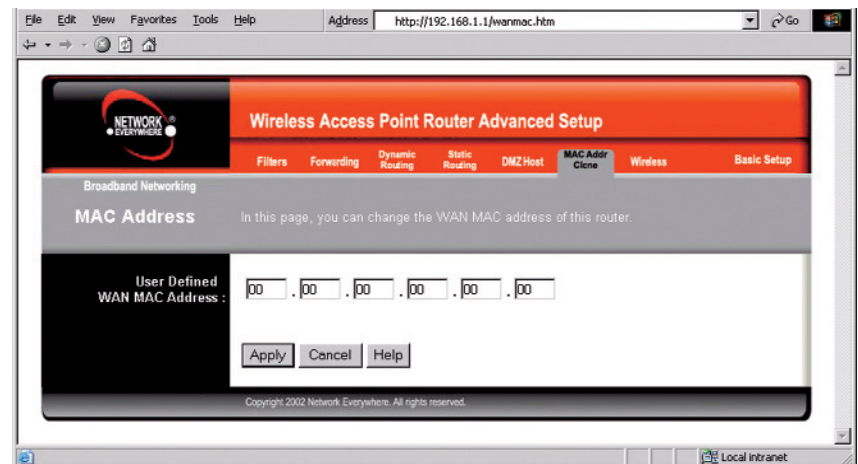 File Edit View Favorites Tools Help Address http://192.168.1.1/wanmac.htm Go
NETWORK ®
EVERYWHERE
Wireless Access Point Router Advanced Setup
Filters Forwarding Dynamic Routing Static Routing DMZ Host MAC Addr Clone Wireless Basic Setup
Broadband Networking
MAC Address In this page, you can change the WAN MAC address of this router.
User Defined
WAN MAC Address : 00 . 00 . 00 . 00 . 00 . 00
Apply Cancel Help
Copyright 2002 Network Everywhere. All rights reserved.
Local intranet